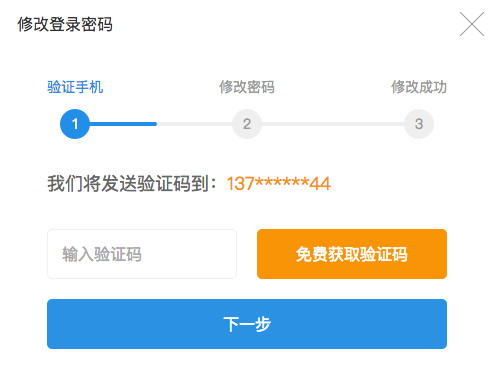 修改登录密码
验证手机 修改密码 修改成功
1 2 3
我们将发送验证码到：137******44
输入验证码 免费获取验证码
下一步